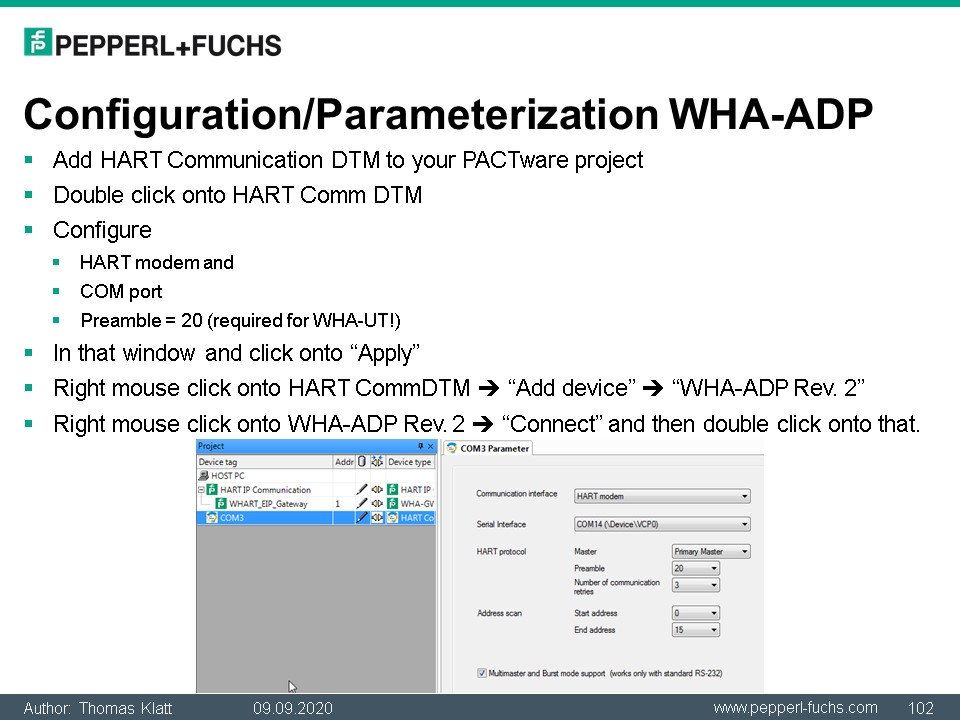 PEPPERL+FUCHS
Configuration/Parameterization WHA-ADP
Add HART Communication DTM to your PACTware project
Double click onto HART Comm DTM
Configure
HART modem and
COM port
Preamble = 20 (required for WHA-UT!)
In that window and click onto “Apply”
Right mouse click onto HART CommDTM ➔ “Add device” ➔ “WHA-ADP Rev. 2”
Right mouse click onto WHA-ADP Rev. 2 ➔ “Connect” and then double click onto that.
Project
Device tag Addr Device type
HOST PC
HART IP Communication HART IP
WHART_EIP_Gateway 1 WHA-GV
COM3 HART Co
COM3 Parameter
Communication interface HART modem
Serial Interface COM14 (\Device\VCP0)
HART protocol Master Primary Master
Preamble 20
Number of communication retries 3
Address scan Start address 0
End address 15
Multimaster and Burst mode support (works only with standard RS-232)
Author: Thomas Klatt 09.09.2020 www.pepperl-fuchs.com 102